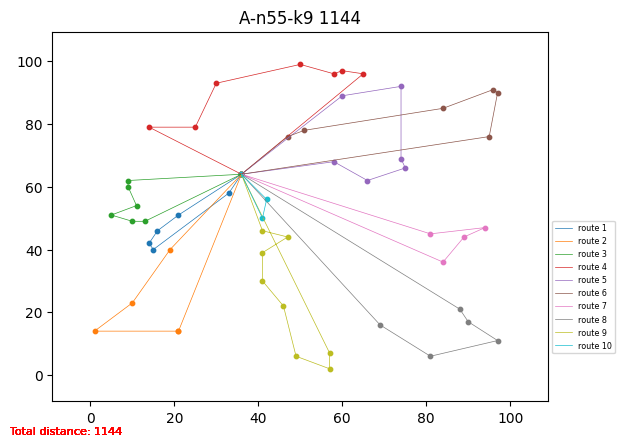 A-n55-k9 1144
100
80
60
40
20
0
0 20 40 60 80 100
route 1
route 2
route 3
route 4
route 5
route 6
route 7
route 8
route 9
route 10
Total distance: 1144